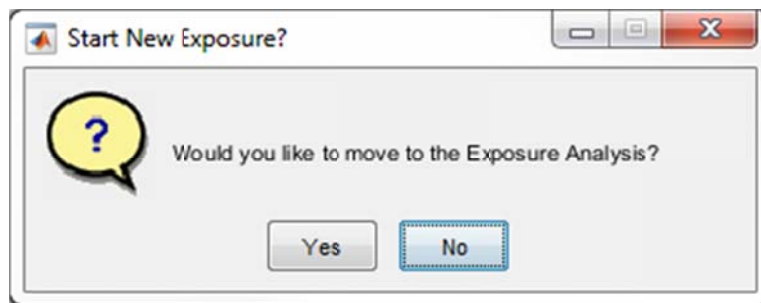 Start New Exposure?
?
Would you like to move to the Exposure Analysis?
Yes No